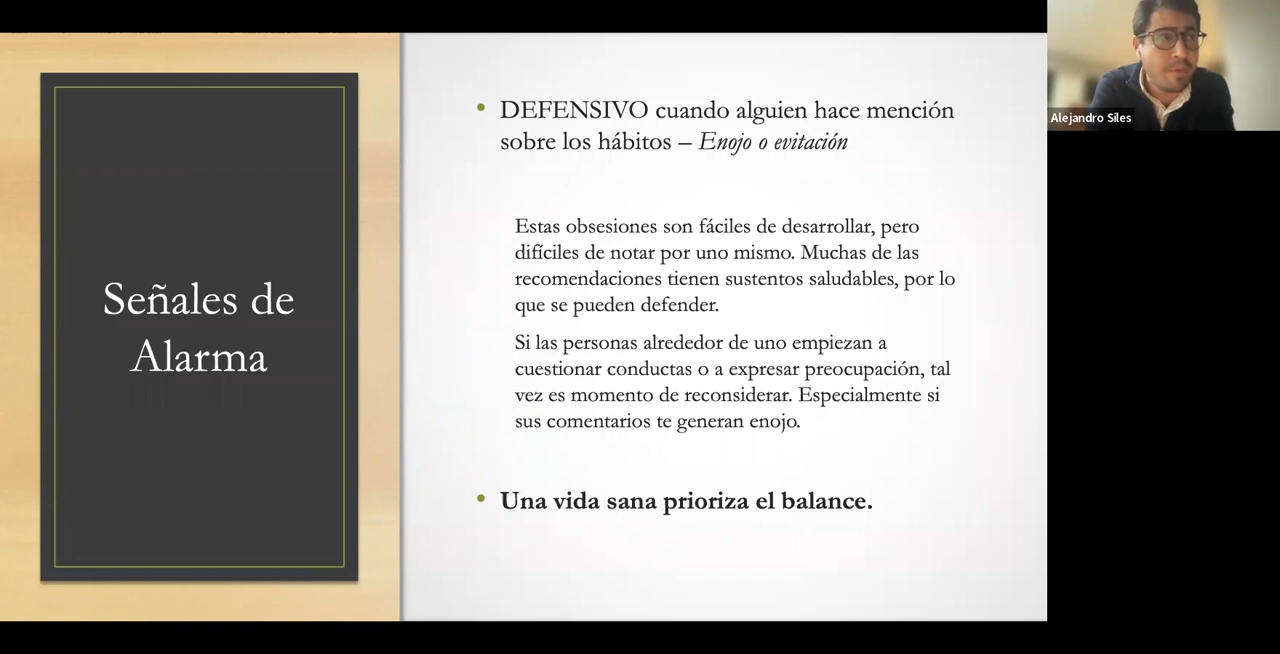 Señales de
Alarma
• DEFENSIVO cuando alguien hace mención
sobre los hábitos – Enojo o evitación
Estas obsesiones son fáciles de desarrollar, pero
difíciles de notar por uno mismo. Muchas de las
recomendaciones tienen sustentos saludables, por lo
que se pueden defender.
Si las personas alrededor de uno empiezan a
cuestionar conductas o a expresar preocupación, tal
vez es momento de reconsiderar. Especialmente si
sus comentarios te generan enojo.
• Una vida sana prioriza el balance.
Alejandro Siles